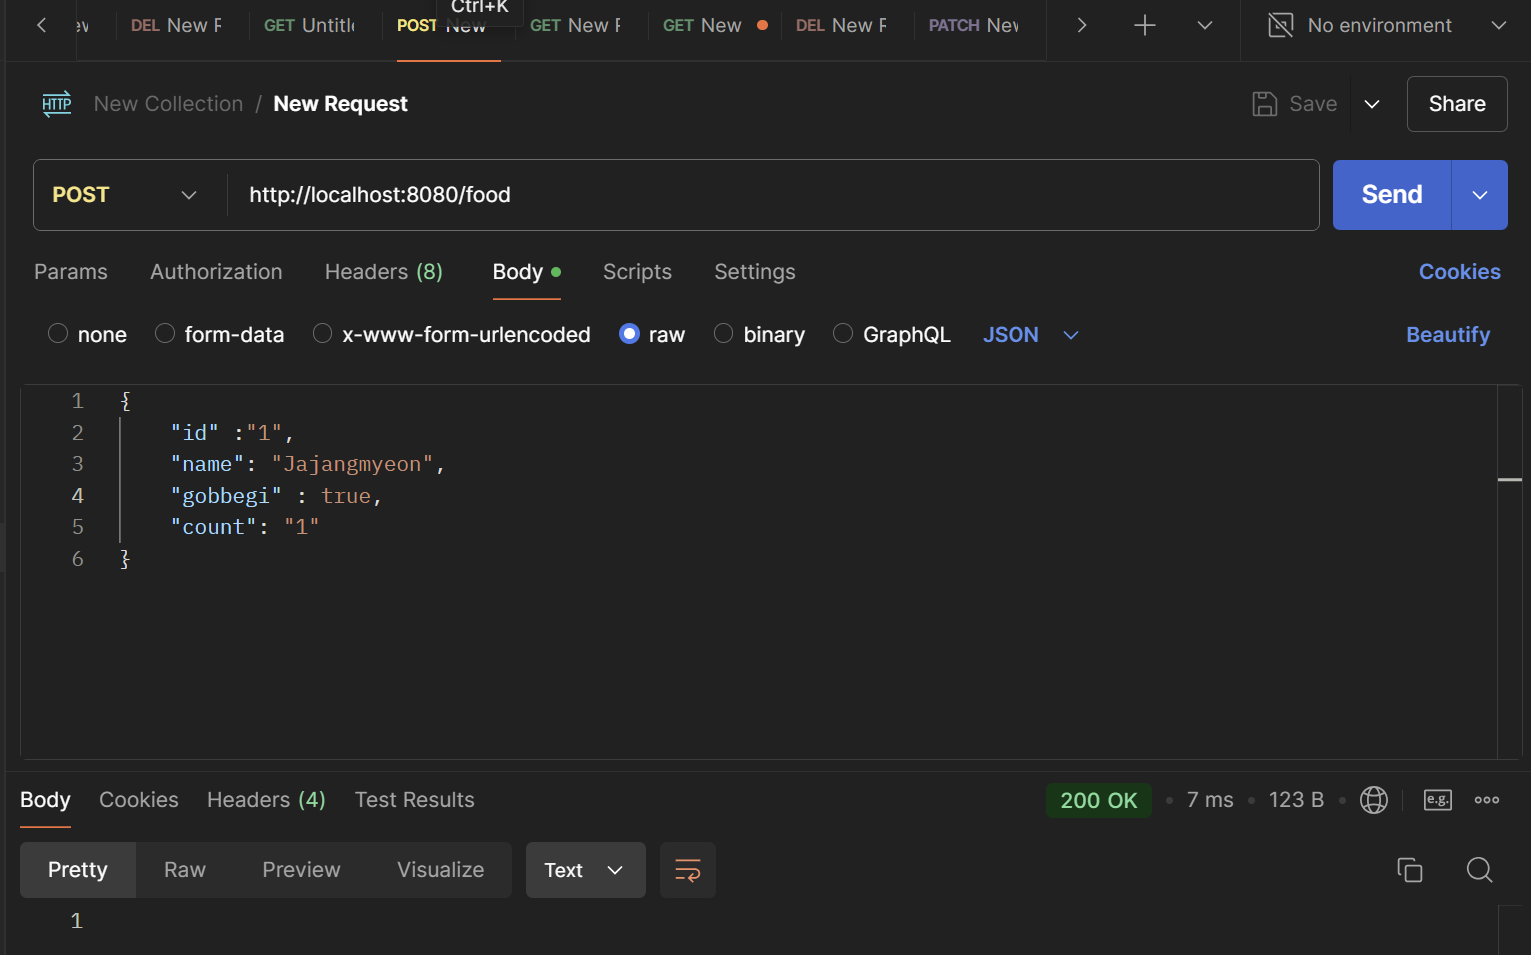 Ctrl+K
DEL New
GET Untitl
POST New
GET New
GET New
DEL New
PATCH New
No environment
HTTP New Collection / New Request
Save
Share
POST http://localhost:8080/food
Send
Params Authorization Headers (8) Body Scripts Settings Cookies
none form-data x-www-form-urlencoded raw binary GraphQL JSON Beautify
1 {
2 "id" :"1",
3 "name": "Jajangmyeon",
4 "gobbegi" : true,
5 "count": "1"
6 }
Body Cookies Headers (4) Test Results 200 OK • 7 ms • 123 B • e.g.
Pretty Raw Preview Visualize Text
1